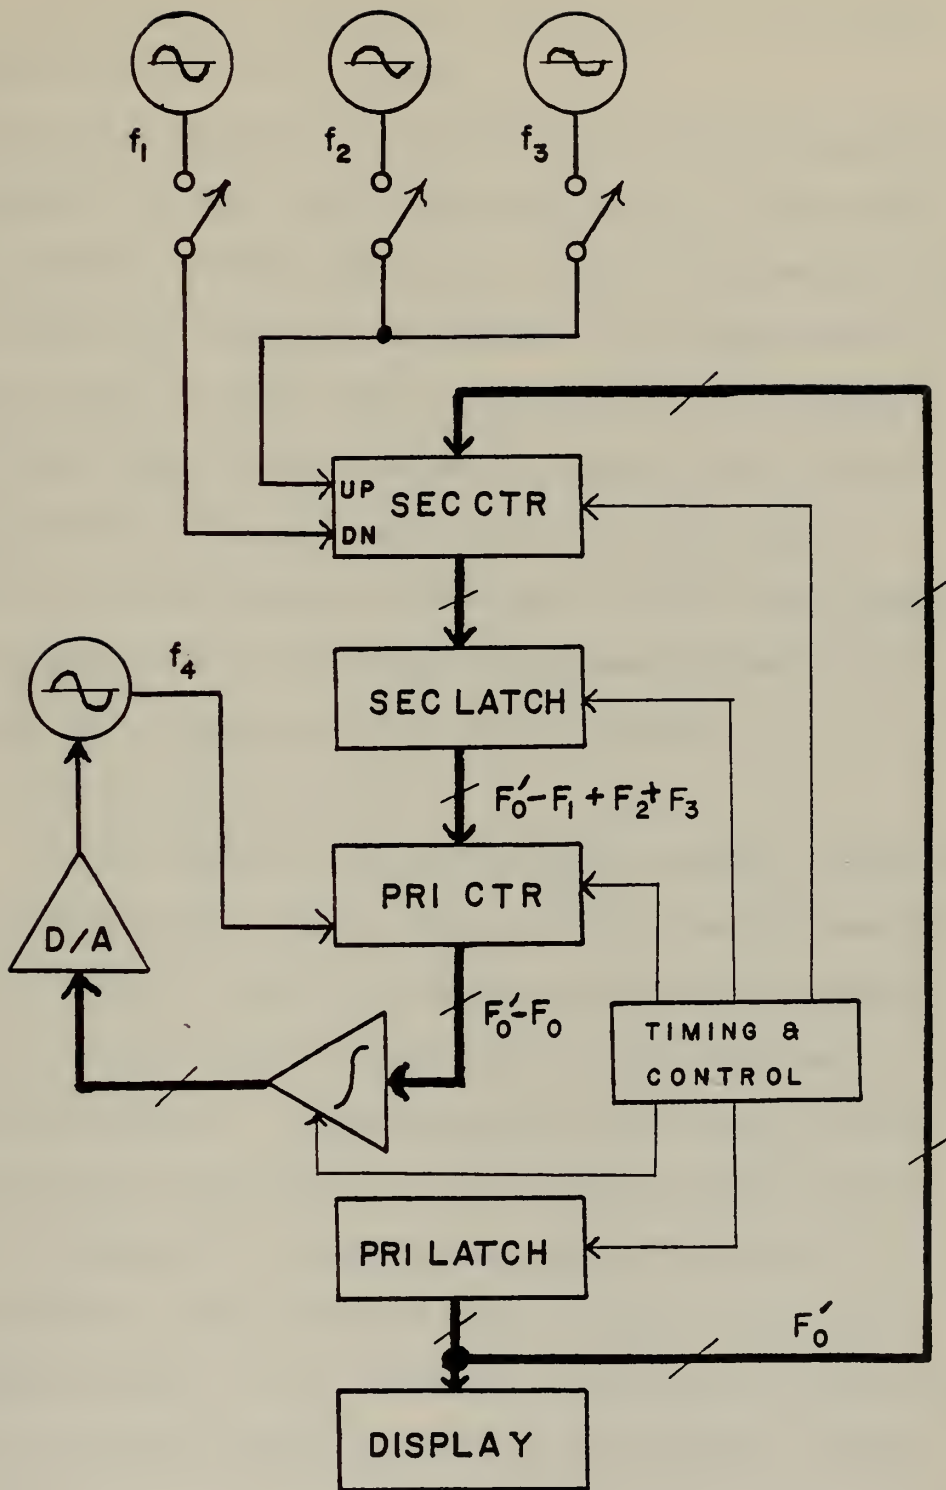 f₁ f₂ f₃
UP
SEC CTR
DN
f₄
SEC LATCH
F₀′-F₁ + F₂+F₃
PRI CTR
D/A
F₀′-F₀
∫
TIMING &
CONTROL
PRI LATCH
F₀′
DISPLAY